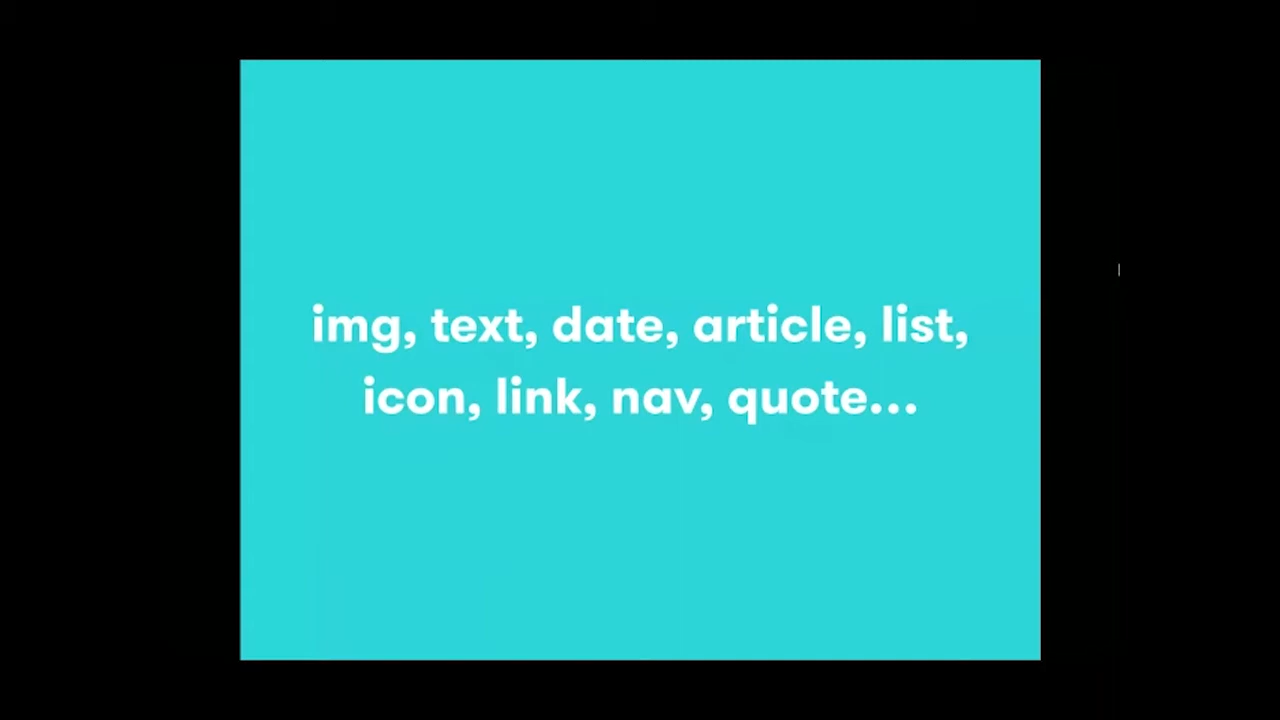 img, text, date, article, list,
icon, link, nav, quote...